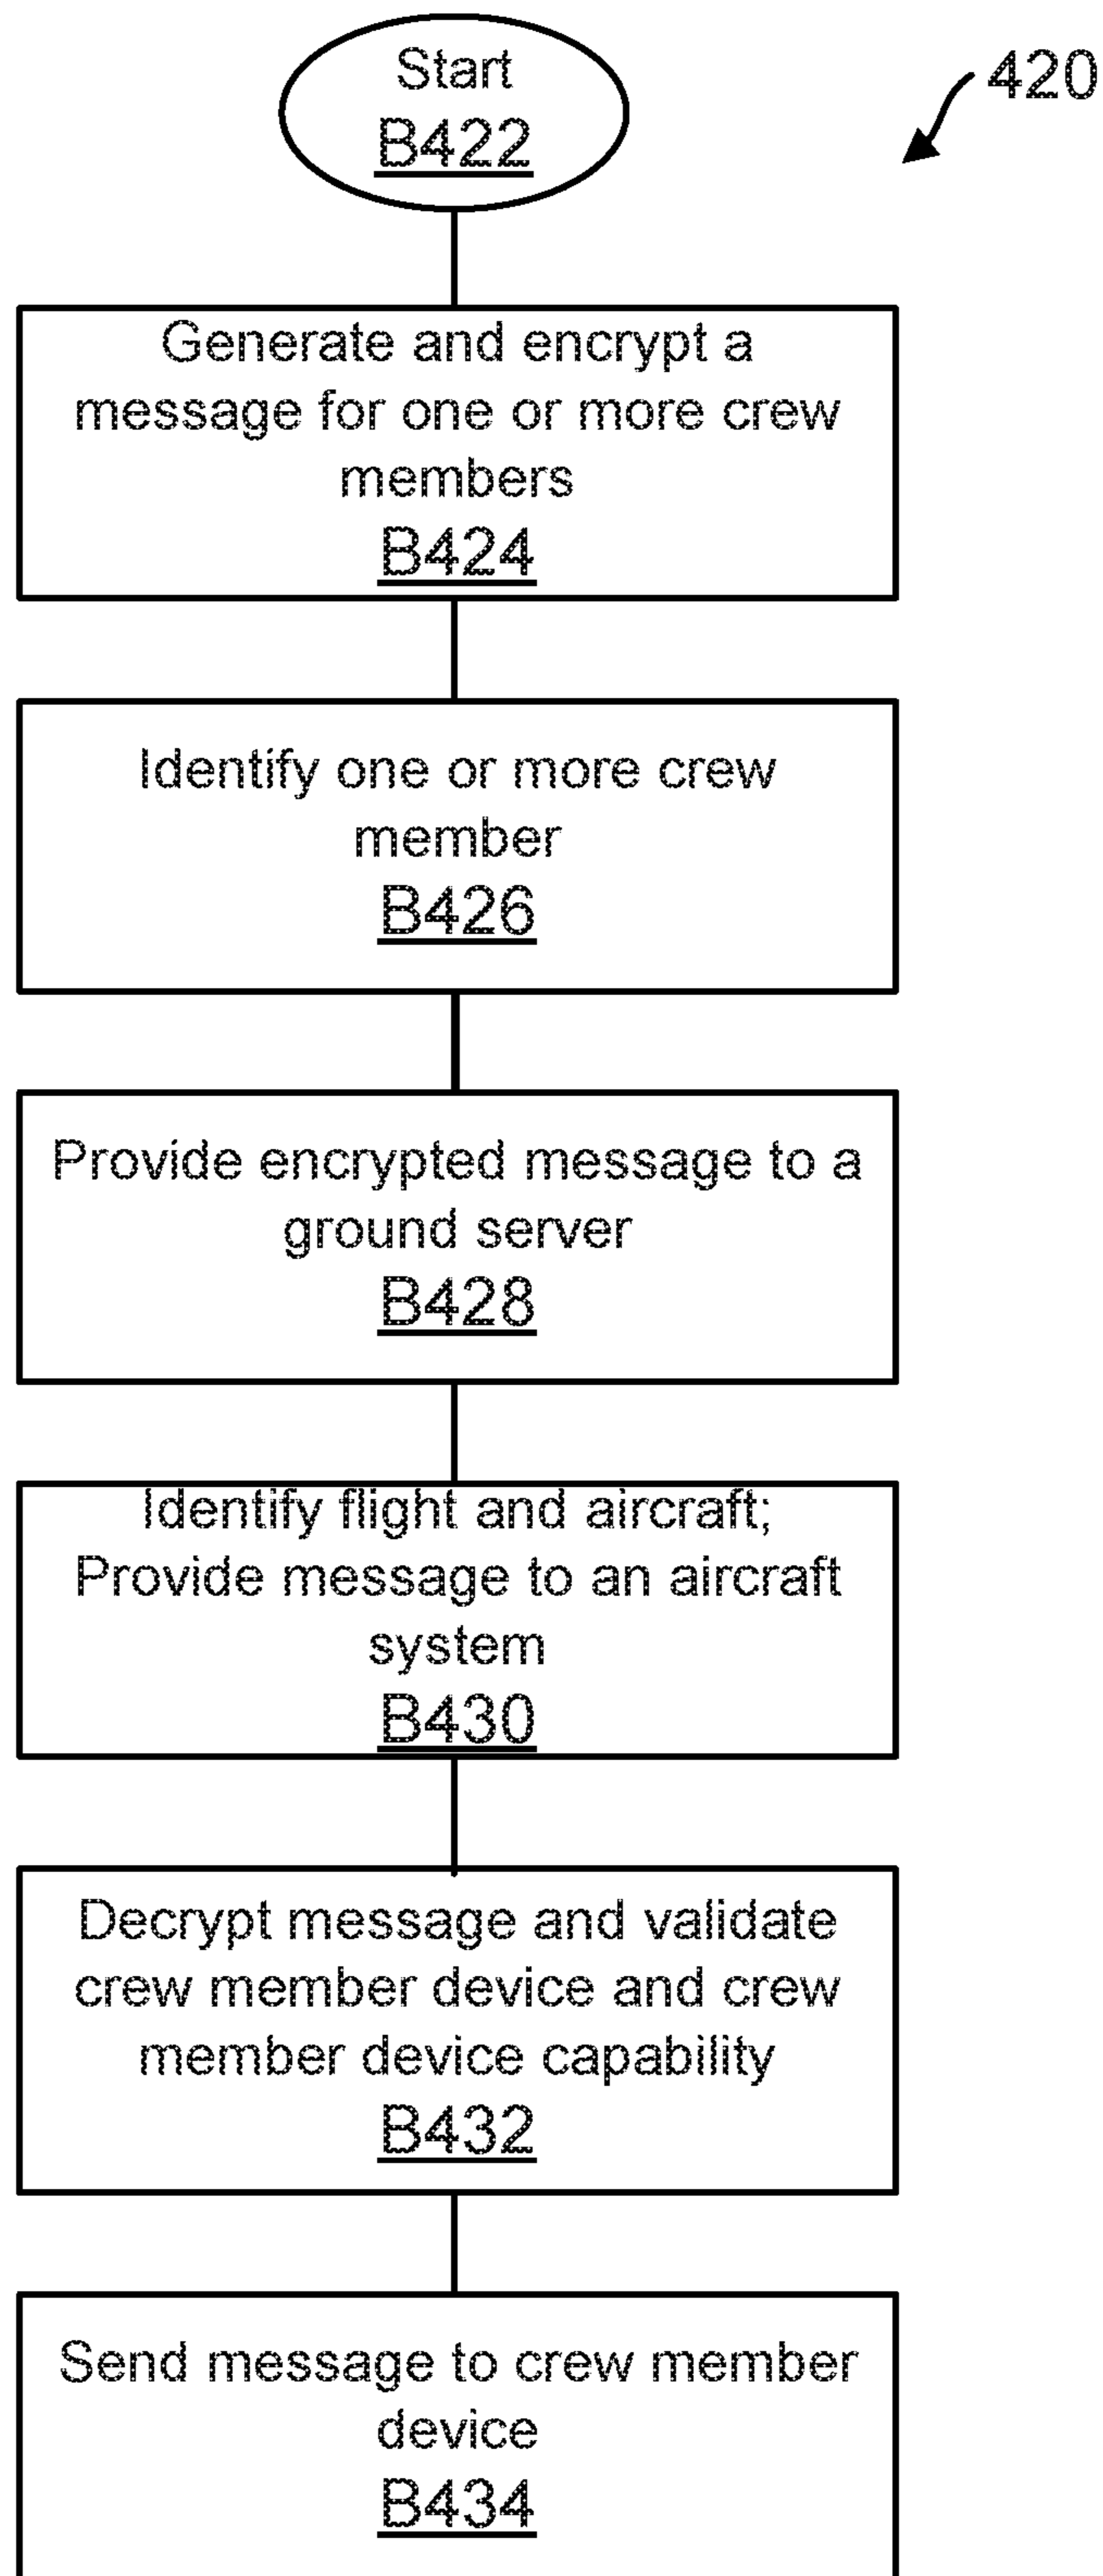 Start
B422
420
Generate and encrypt a
message for one or more crew
members
B424
Identify one or more crew
member
B426
Provide encrypted message to a
ground server
B428
Identify flight and aircraft;
Provide message to an aircraft
system
B430
Decrypt message and validate
crew member device and crew
member device capability
B432
Send message to crew member
device
B434